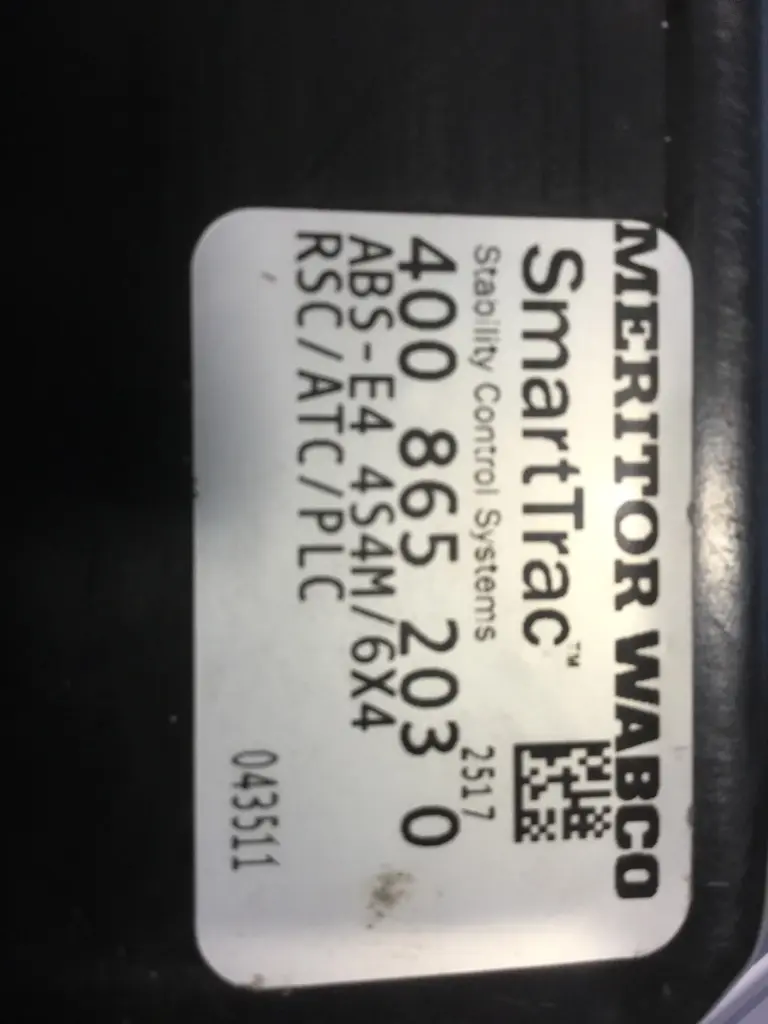 MERITOR WABCO
SmartTrac™
Stability Control Systems
2517
400 865 203 0
ABS-E4 4S4M/6X4
RSC/ATC/PLC
043511